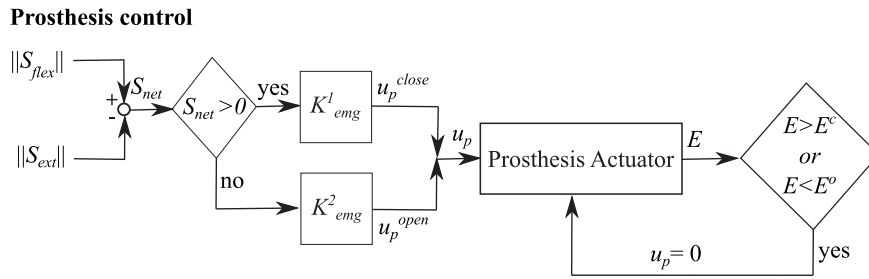 Prosthesis control
||S_flex||
+
-
S_net
||S_ext||
S_net >0
yes
no
K^1_emg
u_p^close
K^2_emg
u_p^open
u_p
Prosthesis Actuator
E
E>E^c
or
E<E^o
yes
u_p= 0